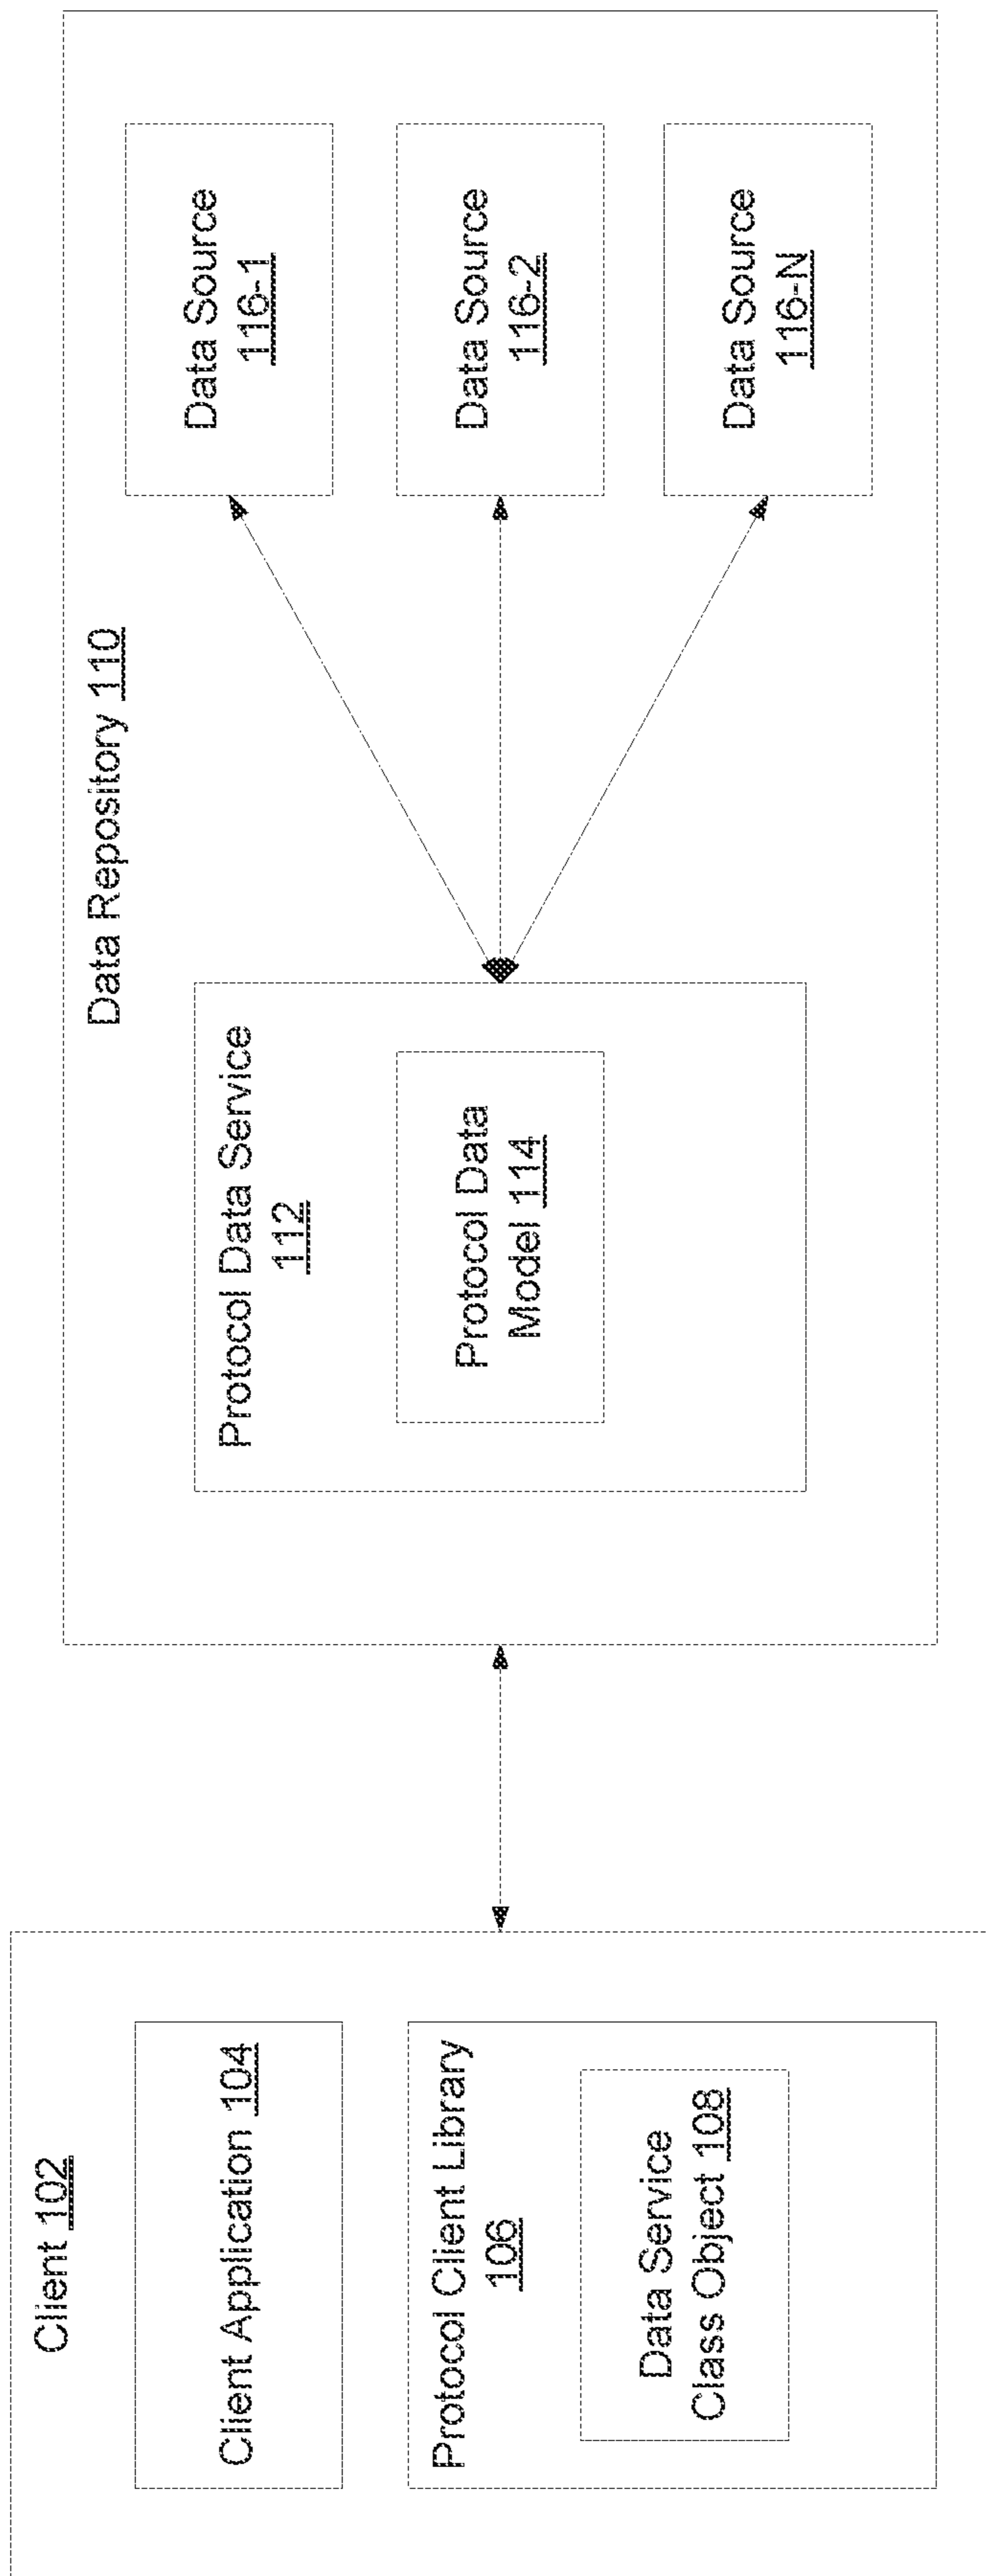 Client 102
Client Application 104
Protocol Client Library
106
Data Service
Class Object 108
Data Repository 110
Protocol Data Service
112
Protocol Data
Model 114
Data Source
116-1
Data Source
116-2
Data Source
116-N